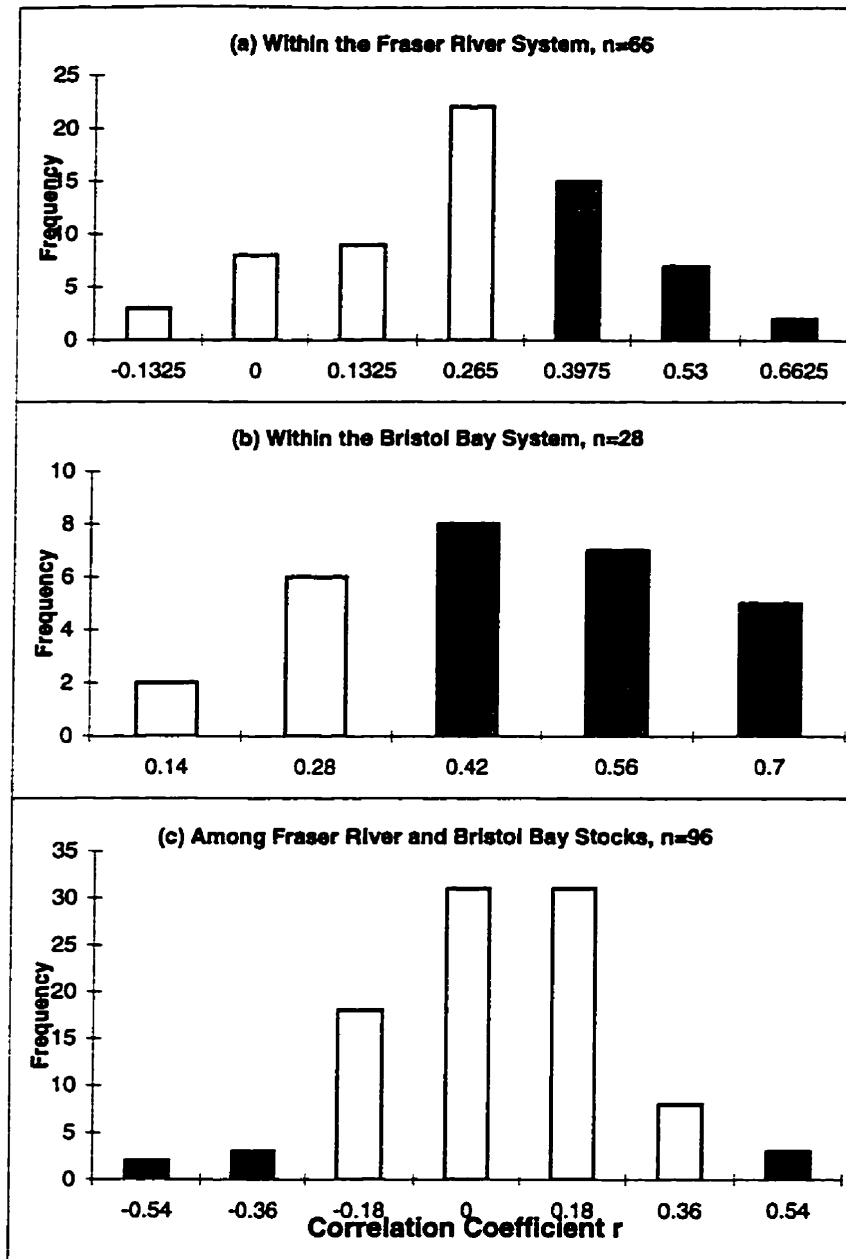 (a) Within the Fraser River System, n=66
25
20
15
10
5
0
Frequency
-0.1325 0 0.1325 0.265 0.3975 0.53 0.6625
(b) Within the Bristol Bay System, n=28
10
8
6
4
2
0
Frequency
0.14 0.28 0.42 0.56 0.7
(c) Among Fraser River and Bristol Bay Stocks, n=96
35
30
25
20
15
10
5
0
Frequency
-0.54 -0.36 -0.18 0 0.18 0.36 0.54
Correlation Coefficient r